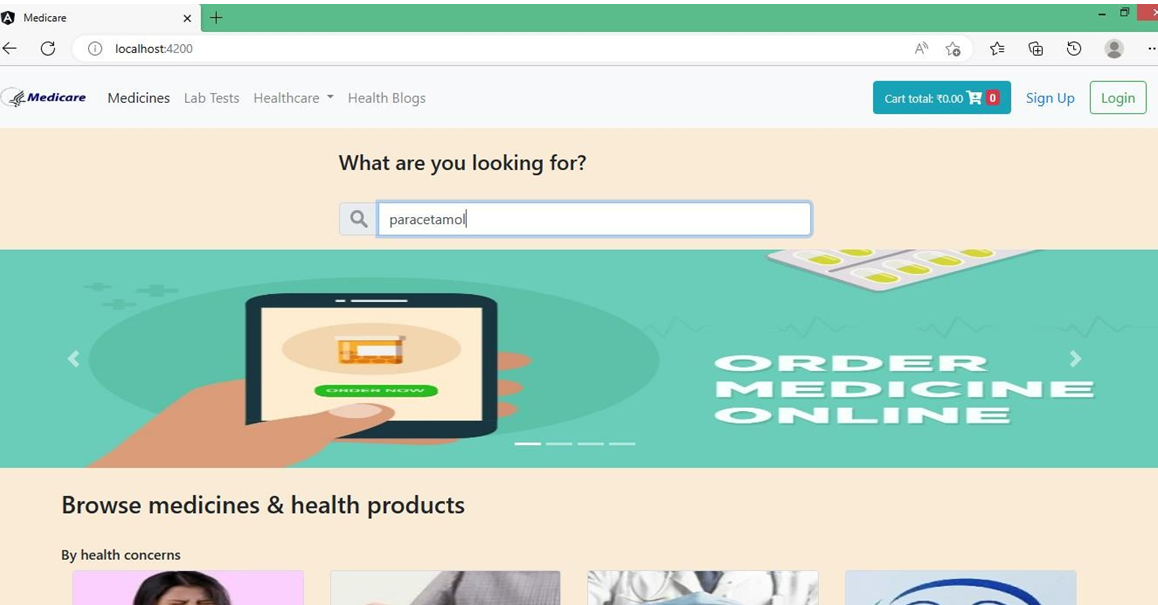 Medicare
localhost:4200
Medicare Medicines Lab Tests Healthcare Health Blogs Cart total: ₹0.00 0 Sign Up Login
What are you looking for?
paracetamol
ORDER NOW
ORDER
MEDICINE
ONLINE
Browse medicines & health products
By health concerns